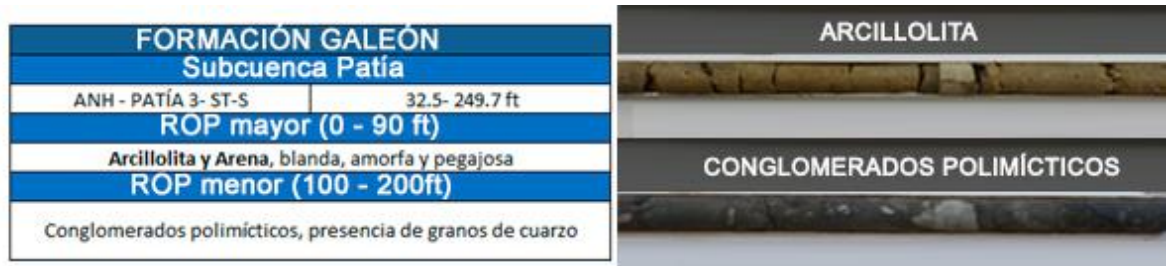 FORMACIÓN GALEÓN
Subcuenca Patía
ANH - PATÍA 3- ST-S
32.5- 249.7 ft
ROP mayor (0 - 90 ft)
Arcillolita y Arena, blanda, amorfa y pegajosa
ROP menor (100 - 200ft)
Conglomerados polimícticos, presencia de granos de cuarzo
ARCILLOLITA
CONGLOMERADOS POLIMÍCTICOS